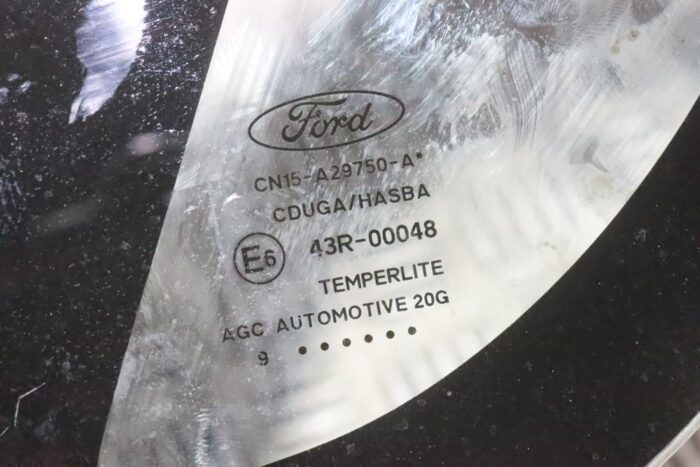 Ford
CN15-A29750-A*
CDUGA/HASBA
E6 43R-00048
TEMPERLITE
AGC AUTOMOTIVE 20G
9 ••••••